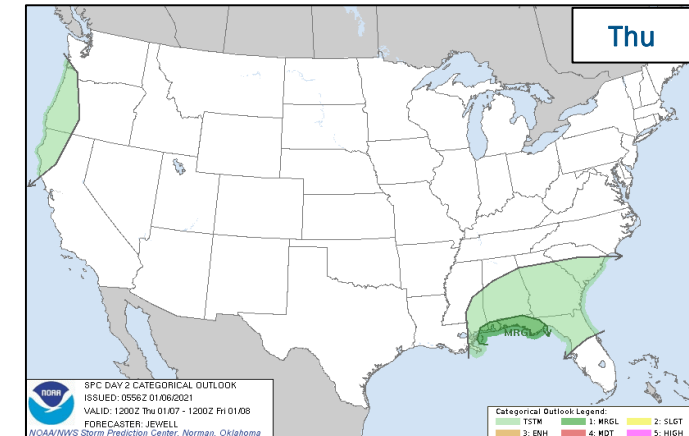 Thu
MRGL
NOAA
SPC DAY 2 CATEGORICAL OUTLOOK
ISSUED: 0556Z 01/06/2021
VALID: 1200Z Thu 01/07 - 1200Z Fri 01/08
FORECASTER: JEWELL
NOAA/NWS Storm Prediction Center, Norman, Oklahoma
Categorical Outlook Legend:
TSTM 1: MRGL 2: SLGT
3: ENH 4: MDT 5: HIGH